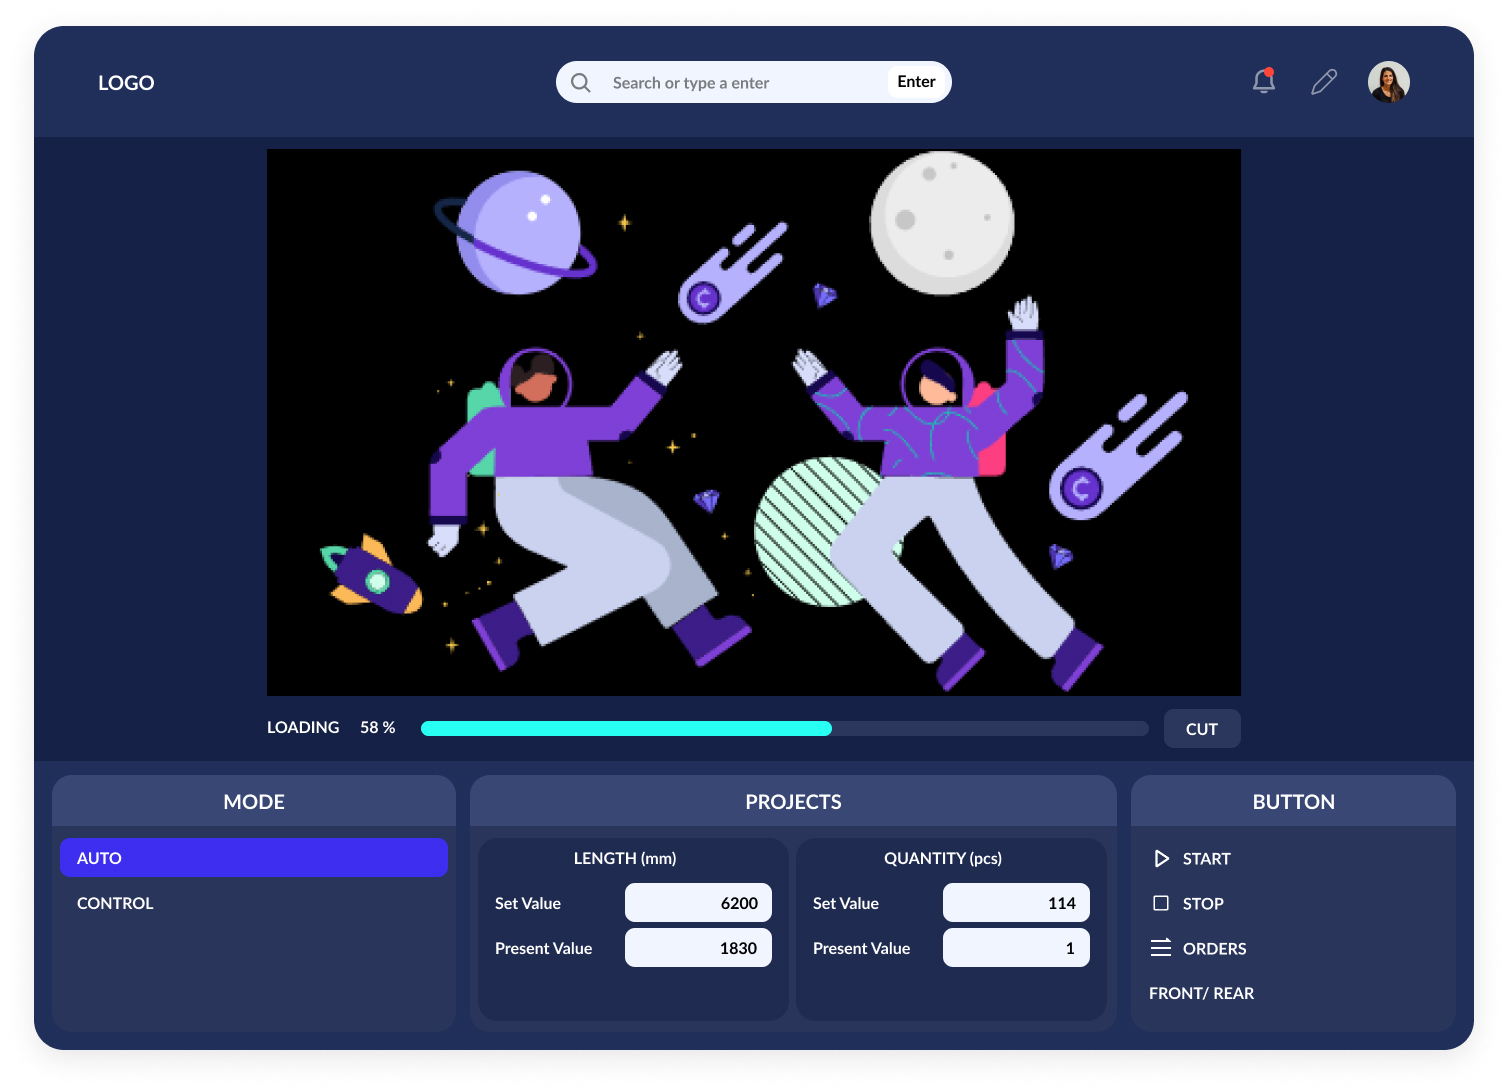 LOGO
Search or type a enter
Enter
¢
¢
LOADING 58 %
CUT
MODE
AUTO
CONTROL
PROJECTS
LENGTH (mm)
Set Value 6200
Present Value 1830
QUANTITY (pcs)
Set Value 114
Present Value 1
BUTTON
START
STOP
ORDERS
FRONT/ REAR